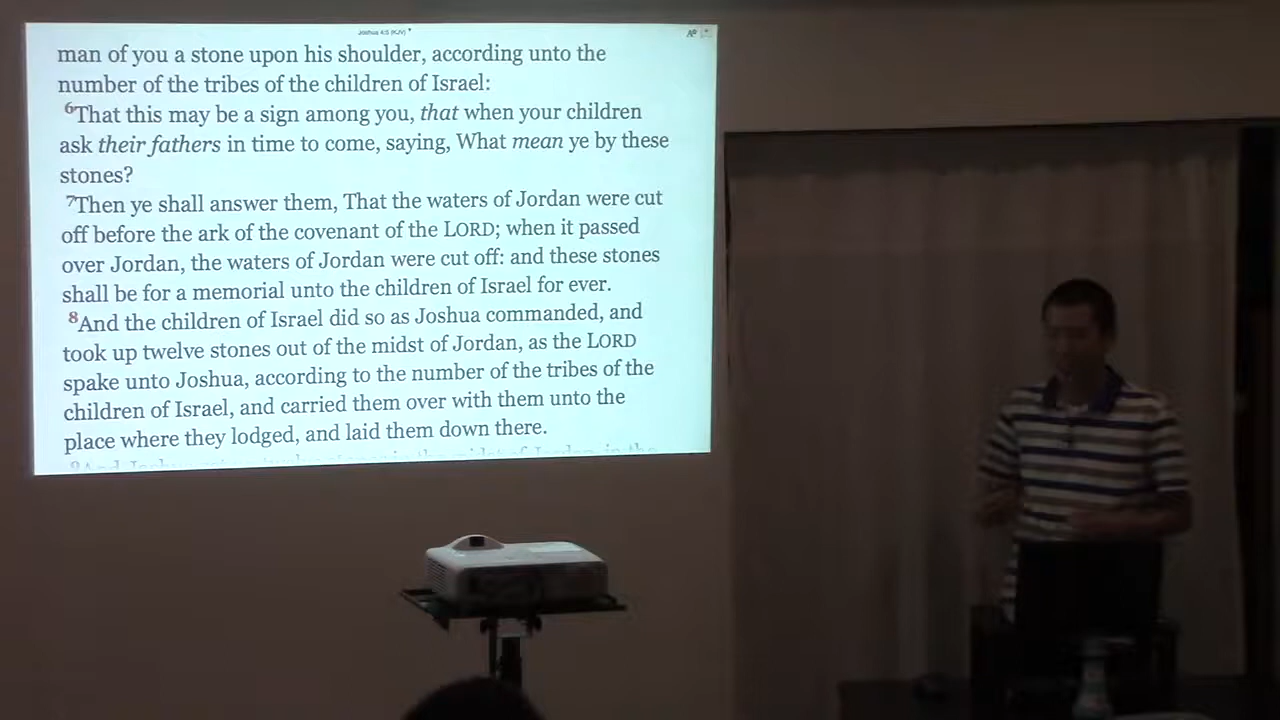 Joshua 4:5 (KJV)
man of you a stone upon his shoulder, according unto the
number of the tribes of the children of Israel:
6That this may be a sign among you, that when your children
ask their fathers in time to come, saying, What mean ye by these
stones?
7Then ye shall answer them, That the waters of Jordan were cut
off before the ark of the covenant of the LORD; when it passed
over Jordan, the waters of Jordan were cut off: and these stones
shall be for a memorial unto the children of Israel for ever.
8And the children of Israel did so as Joshua commanded, and
took up twelve stones out of the midst of Jordan, as the LORD
spake unto Joshua, according to the number of the tribes of the
children of Israel, and carried them over with them unto the
place where they lodged, and laid them down there.